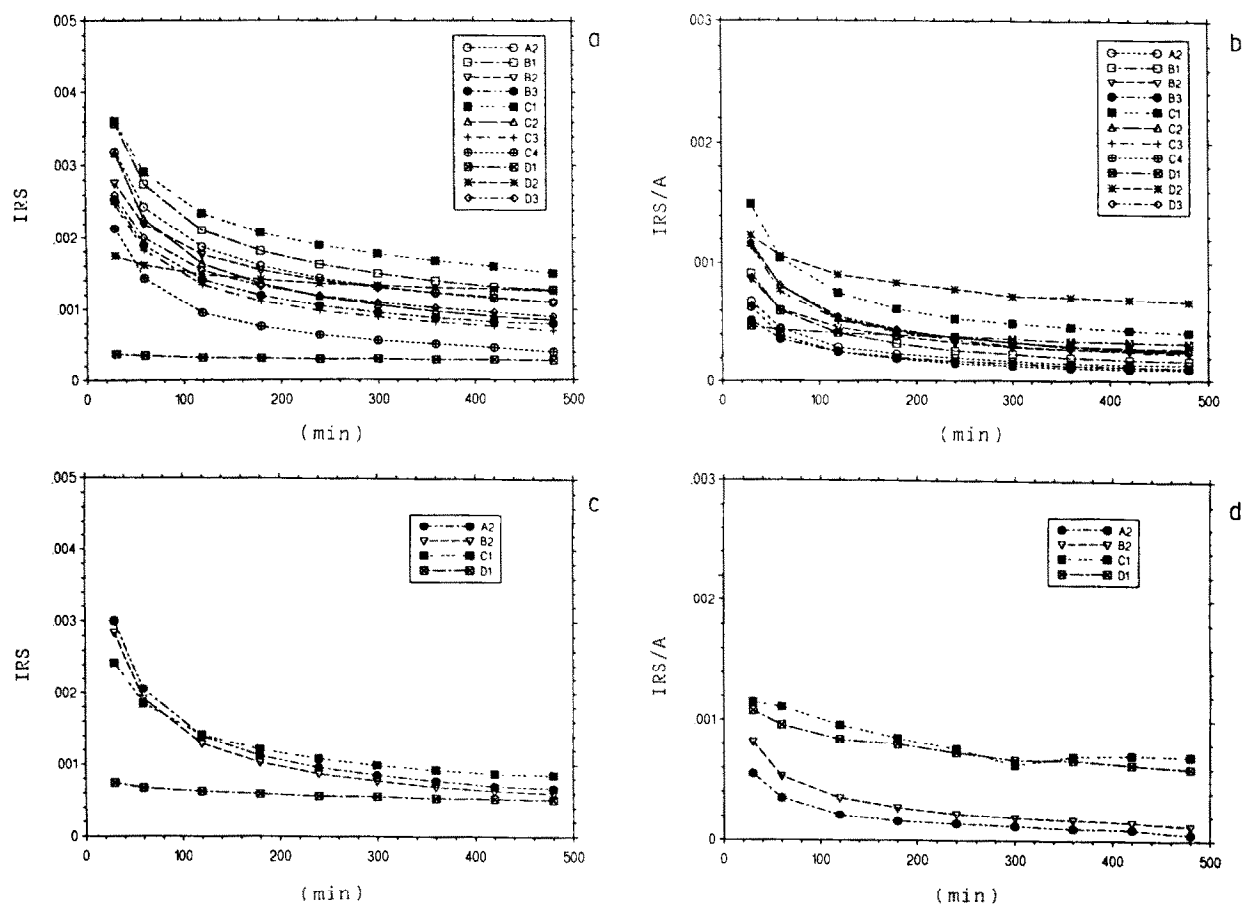 a
.005
.004
.003
.002
.001
0
IRS
A2
B1
B2
B3
C1
C2
C3
C4
D1
D2
D3
0 100 200 300 400 500
(min)
b
.003
.002
.001
0
IRS/A
A2
B1
B2
B3
C1
C2
C3
C4
D1
D2
D3
0 100 200 300 400 500
(min)
c
.005
.004
.003
.002
.001
0
IRS
A2
B2
C1
D1
0 100 200 300 400 500
(min)
d
.003
.002
.001
0
IRS/A
A2
B2
C1
D1
0 100 200 300 400 500
(min)